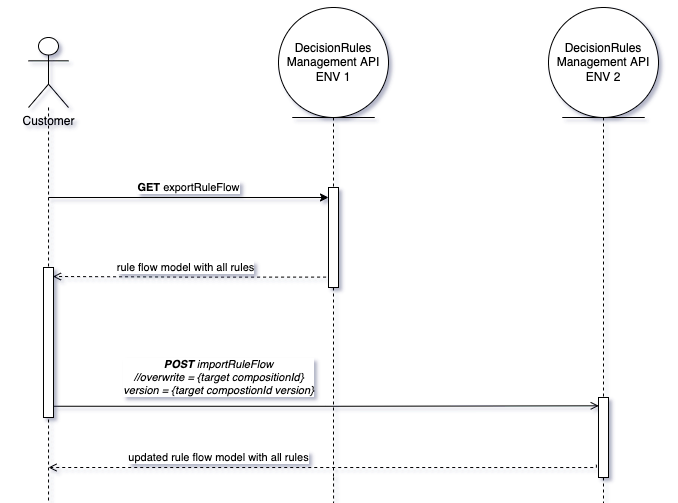 DecisionRules
Management API
ENV 1
DecisionRules
Management API
ENV 2
Customer
GET exportRuleFlow
rule flow model with all rules
POST importRuleFlow
//overwrite = {target compositionId}
version = {target compostionId version}
updated rule flow model with all rules